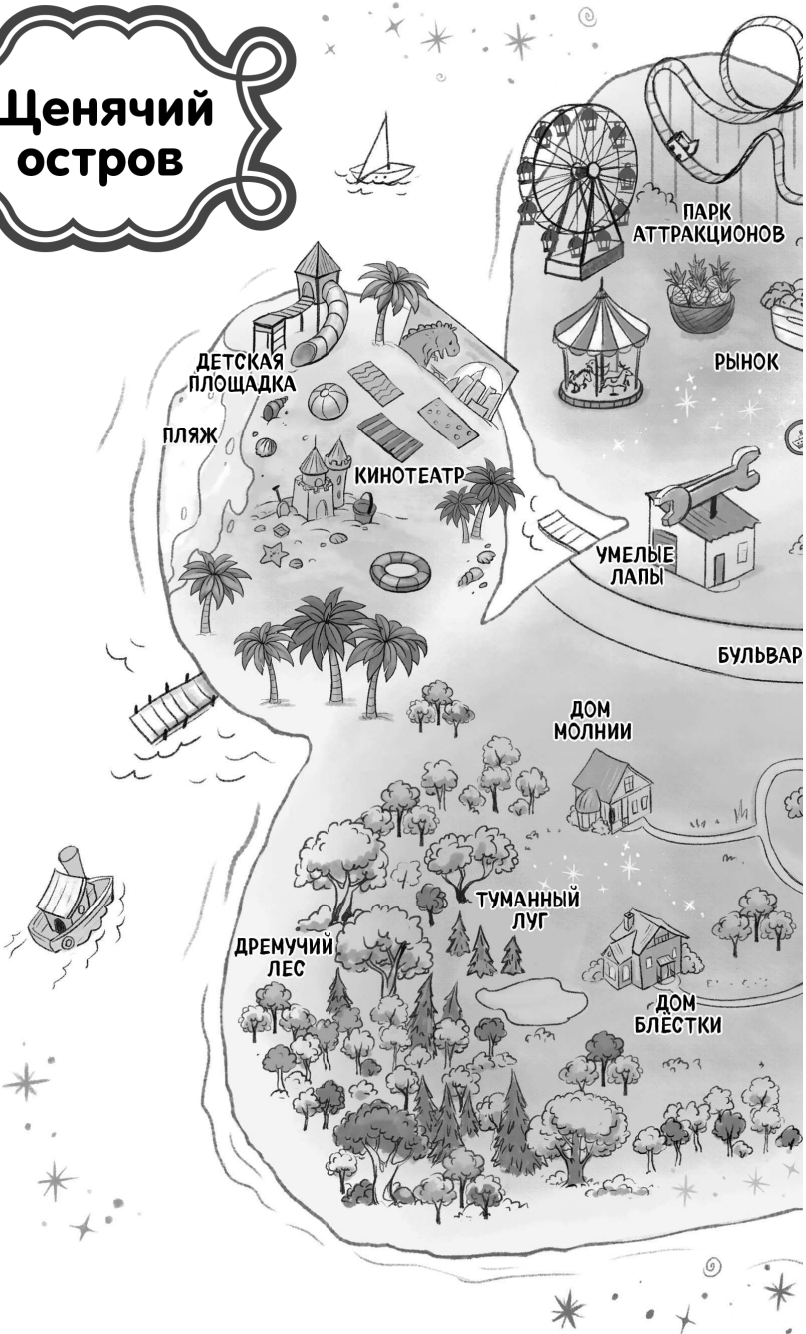 Щенячий
остров
ПАРК
АТТРАКЦИОНОВ
РЫНОК
ДЕТСКАЯ
ПЛОЩАДКА
ПЛЯЖ
КИНОТЕАТР
УМЕЛЫЕ
ЛАПЫ
БУЛЬВАР
ДОМ
МОЛНИИ
ТУМАННЫЙ
ЛУГ
ДРЕМУЧИЙ
ЛЕС
ДОМ
БЛЁСТКИ